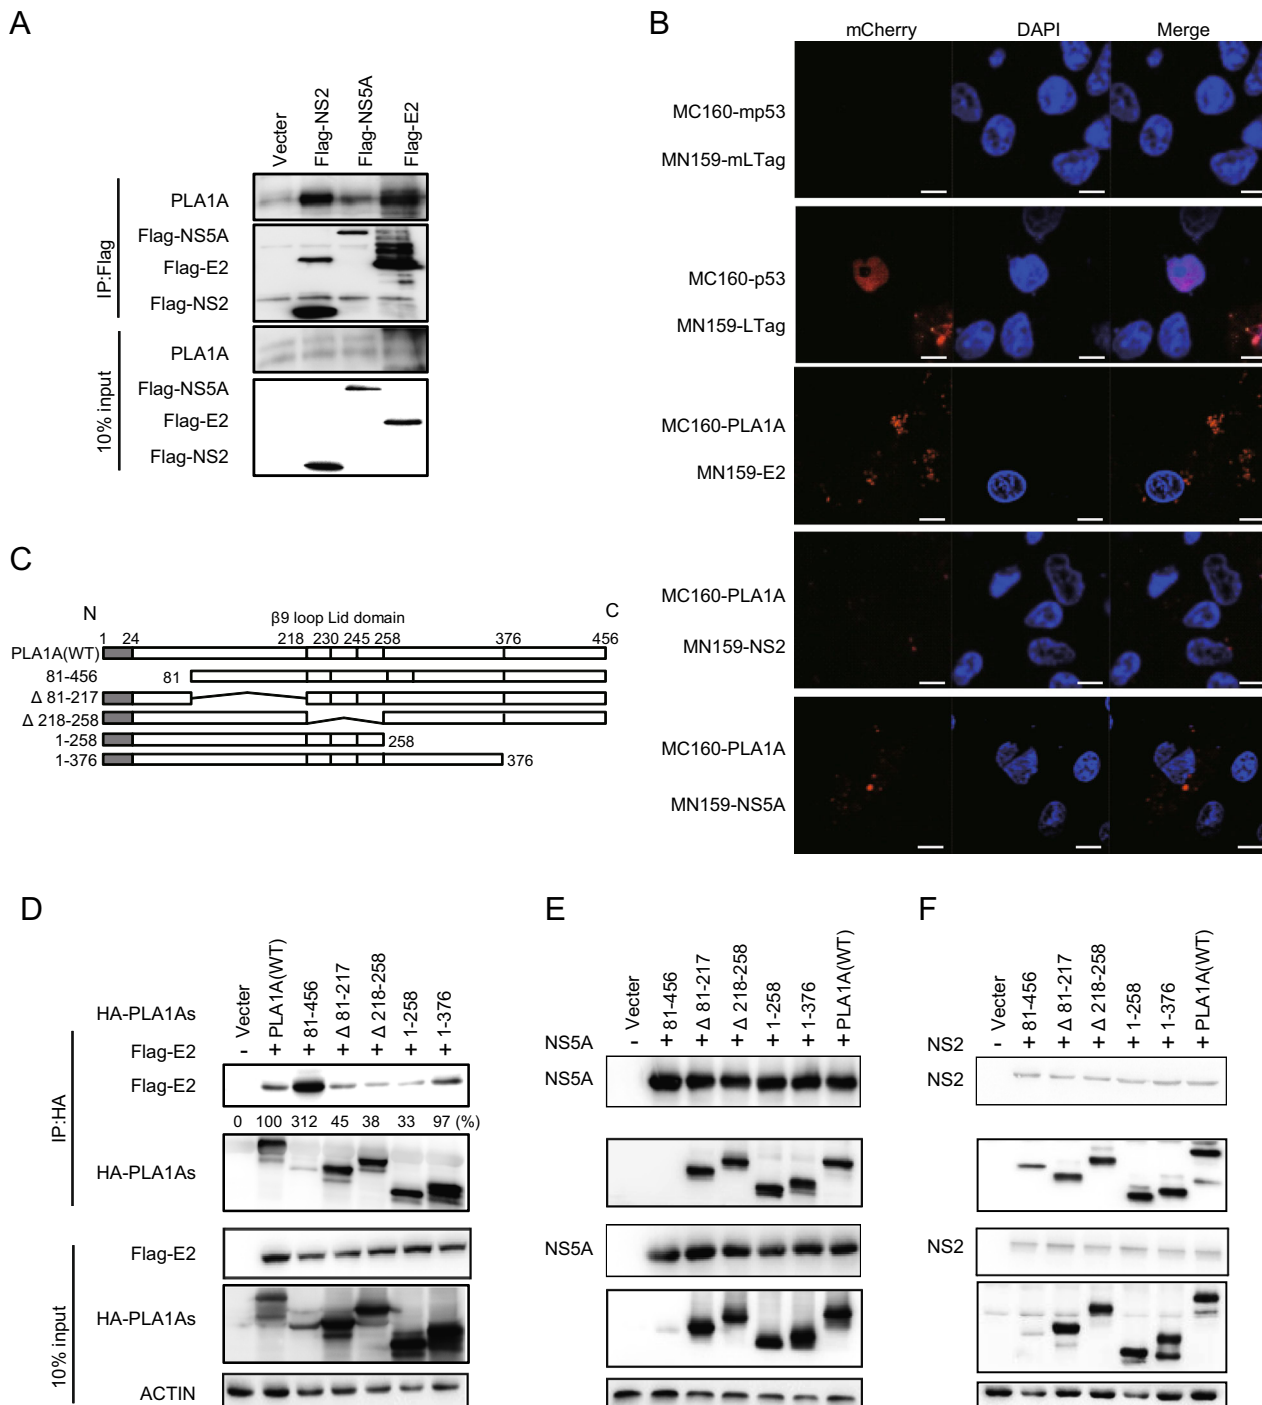 A
Vecter
Flag-NS2
Flag-NS5A
Flag-E2
IP:Flag
PLA1A
Flag-NS5A
Flag-E2
Flag-NS2
10% input
PLA1A
Flag-NS5A
Flag-E2
Flag-NS2
B
mCherry DAPI Merge
MC160-mp53
MN159-mLTag
MC160-p53
MN159-LTag
MC160-PLA1A
MN159-E2
MC160-PLA1A
MN159-NS2
MC160-PLA1A
MN159-NS5A
C
N C
β9 loop Lid domain
1 24 218 230 245 258 376 456
PLA1A(WT)
81-456 81
Δ 81-217
Δ 218-258
1-258 258
1-376 376
D
HA-PLA1As
Vecter
PLA1A(WT)
81-456
Δ 81-217
Δ 218-258
1-258
1-376
Flag-E2 - + + + + + +
IP:HA
Flag-E2
0 100 312 45 38 33 97 (%)
HA-PLA1As
10% input
Flag-E2
HA-PLA1As
ACTIN
E
Vecter
81-456
Δ 81-217
Δ 218-258
1-258
1-376
PLA1A(WT)
NS5A - + + + + + +
NS5A
NS5A
F
Vecter
81-456
Δ 81-217
Δ 218-258
1-258
1-376
PLA1A(WT)
NS2 - + + + + + +
NS2
NS2